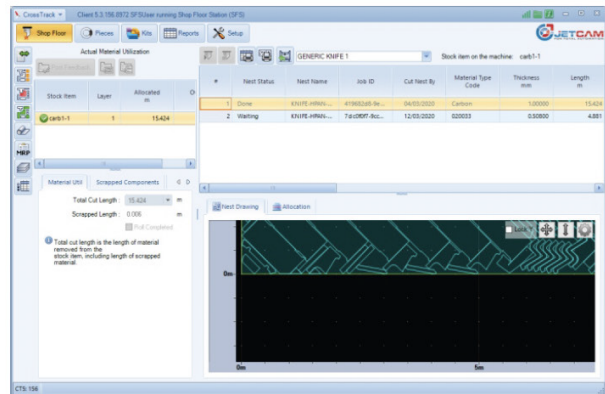 CrossTrack Client 5.3.156.0972 SFSUser running Shop Floor Station (SFS)
Shop Floor Pieces Kits Reports Setup JETCAM
Actual Material Utilization
GENERIC KNIFE 1 Stock item on the machine: carb1-1
Stock Item Layer Allocated m O
# Nest Status Nest Name Job ID Cut Nest By Material Type Code Thickness mm Length m
carb1-1 1 15.424
1 Done KNIFE-HPAN-... 04/03/2020 Carbon 1.00000 15.424
2 Waiting KNIFE-HPAN-... 12/03/2020 020033 0.50800 4.881
MRP
Material Util Scrapped Components
Total Cut Length : 15.424 m
Scrapped Length : 0.006 m
Roll Completed
Total cut length is the length of material
removed from the
stock item, including length of scrapped
material.
Nest Drawing Allocation
Lock
0m
0m 5m
CTS:156